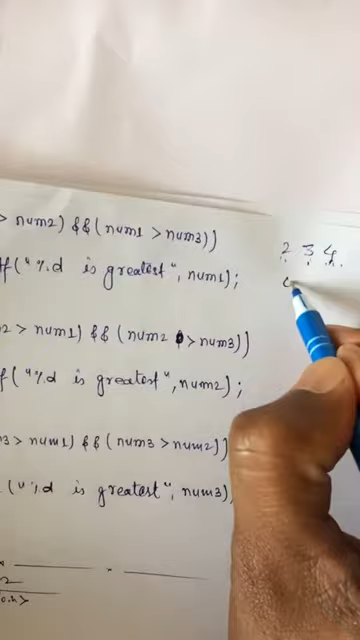 > num2) && (num1 > num3))
2 3 4
f("%d is greatest", num1);
2 > num1) && (num2 > num3))
f("%d is greatest", num2);
3 > num1) && (num3 > num2))
("%d is greatest", num3)